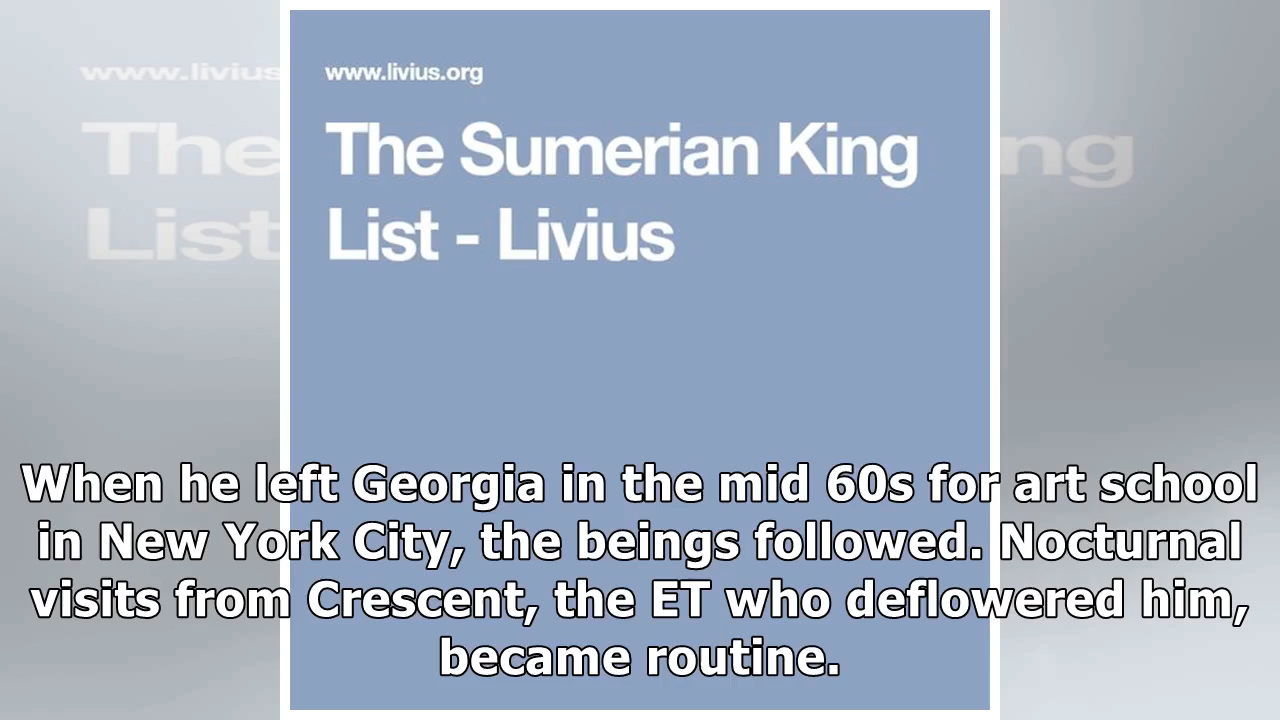 www.livius.org
The Sumerian King
List - Livius
When he left Georgia in the mid 60s for art school
in New York City, the beings followed. Nocturnal
visits from Crescent, the ET who deflowered him,
became routine.